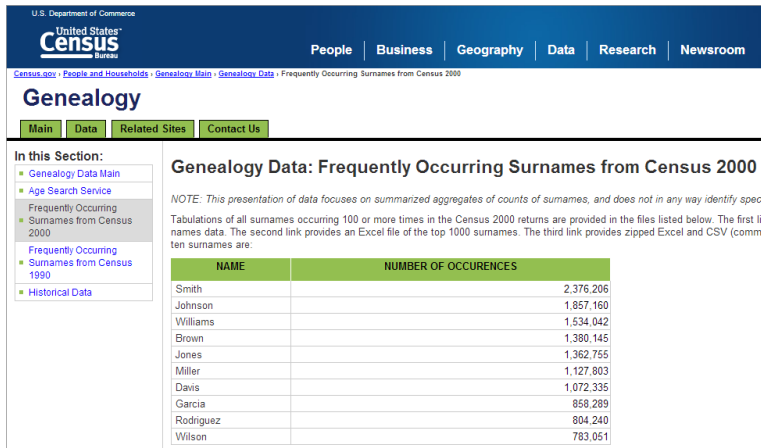 U.S. Department of Commerce
United States™
Census
Bureau
People Business Geography Data Research Newsroom
Census.gov › People and Households › Genealogy Main › Genealogy Data › Frequently Occurring Surnames from Census 2000
Genealogy
Main Data Related Sites Contact Us
In this Section:
Genealogy Data Main
Age Search Service
Frequently Occurring
Surnames from Census
2000
Frequently Occurring
Surnames from Census
1990
Historical Data
Genealogy Data: Frequently Occurring Surnames from Census 2000
NOTE: This presentation of data focuses on summarized aggregates of counts of surnames, and does not in any way identify spec
Tabulations of all surnames occurring 100 or more times in the Census 2000 returns are provided in the files listed below. The first li
names data. The second link provides an Excel file of the top 1000 surnames. The third link provides zipped Excel and CSV (comm
ten surnames are:
NAME NUMBER OF OCCURENCES
Smith 2,376,206
Johnson 1,857,160
Williams 1,534,042
Brown 1,380,145
Jones 1,362,755
Miller 1,127,803
Davis 1,072,335
Garcia 858,289
Rodriguez 804,240
Wilson 783,051